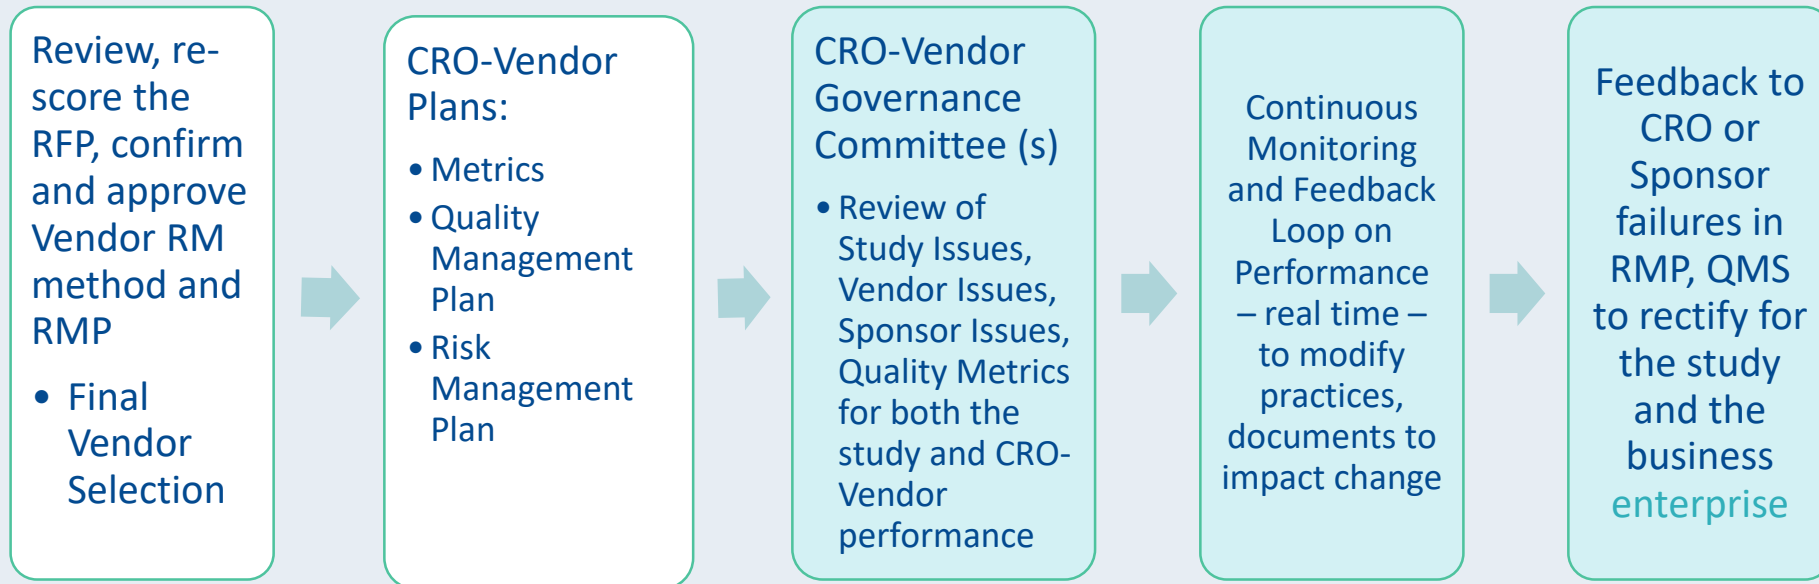 Review, re-
score the
RFP, confirm
and approve
Vendor RM
method and
RMP
• Final
Vendor
Selection
CRO-Vendor
Plans:
• Metrics
• Quality
Management
Plan
• Risk
Management
Plan
CRO-Vendor
Governance
Committee (s)
• Review of
Study Issues,
Vendor Issues,
Sponsor Issues,
Quality Metrics
for both the
study and CRO-
Vendor
performance
Continuous
Monitoring
and Feedback
Loop on
Performance
– real time –
to modify
practices,
documents to
impact change
Feedback to
CRO or
Sponsor
failures in
RMP, QMS
to rectify for
the study
and the
business
enterprise